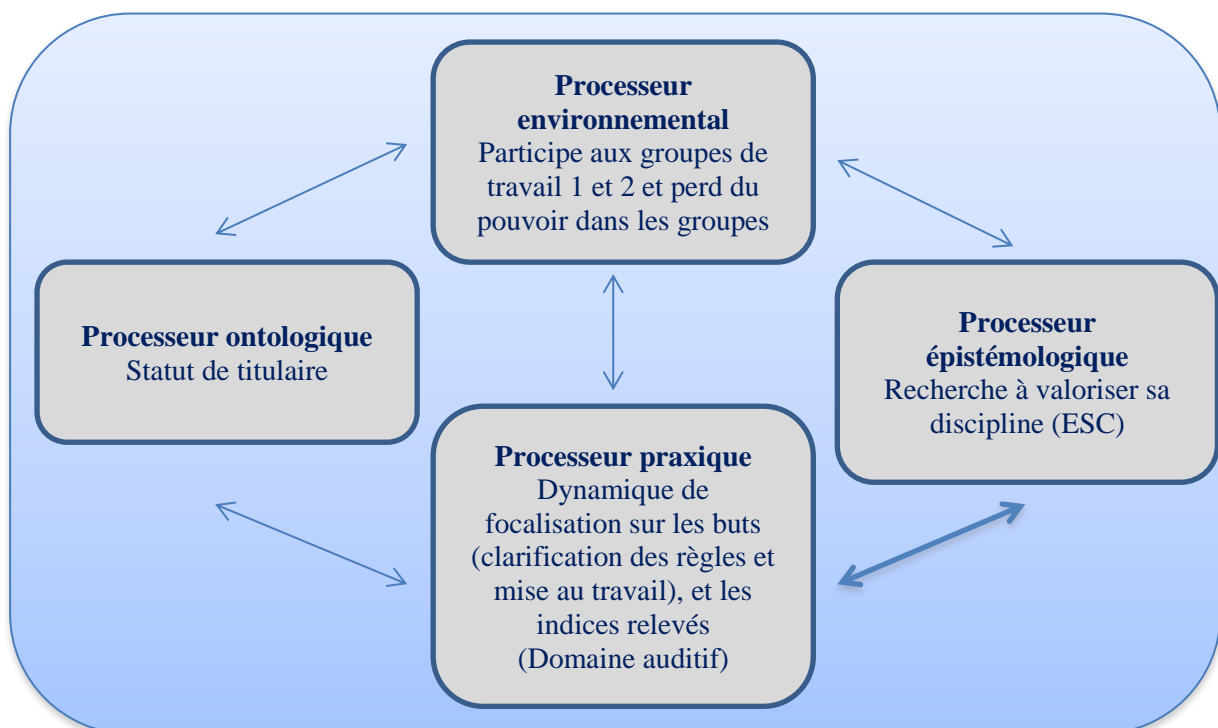 Processeur
environnemental
Participe aux groupes de
travail 1 et 2 et perd du
pouvoir dans les groupes
Processeur ontologique
Statut de titulaire
Processeur
épistémologique
Recherche à valoriser sa
discipline (ESC)
Processeur praxique
Dynamique de
focalisation sur les buts
(clarification des règles et
mise au travail), et les
indices relevés
(Domaine auditif)